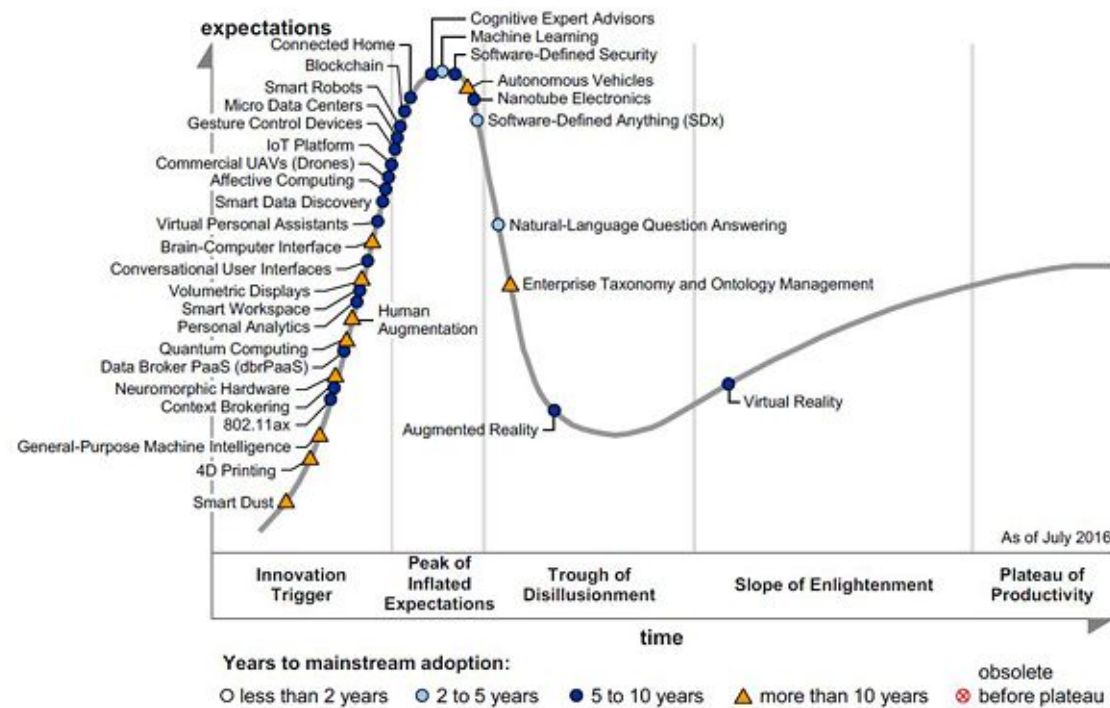 expectations
Cognitive Expert Advisors
Machine Learning
Connected Home
Software-Defined Security
Blockchain
Autonomous Vehicles
Smart Robots
Nanotube Electronics
Micro Data Centers
Gesture Control Devices
Software-Defined Anything (SDx)
IoT Platform
Commercial UAVs (Drones)
Affective Computing
Smart Data Discovery
Virtual Personal Assistants
Natural-Language Question Answering
Brain-Computer Interface
Conversational User Interfaces
Enterprise Taxonomy and Ontology Management
Volumetric Displays
Smart Workspace
Personal Analytics
Human
Augmentation
Quantum Computing
Data Broker PaaS (dbrPaaS)
Neuromorphic Hardware
Context Brokering
802.11ax
Virtual Reality
Augmented Reality
General-Purpose Machine Intelligence
4D Printing
Smart Dust
As of July 2016
Innovation
Trigger
Peak of
Inflated
Expectations
Trough of
Disillusionment
Slope of Enlightenment
Plateau of
Productivity
time
Years to mainstream adoption:
less than 2 years
2 to 5 years
5 to 10 years
more than 10 years
obsolete
before plateau